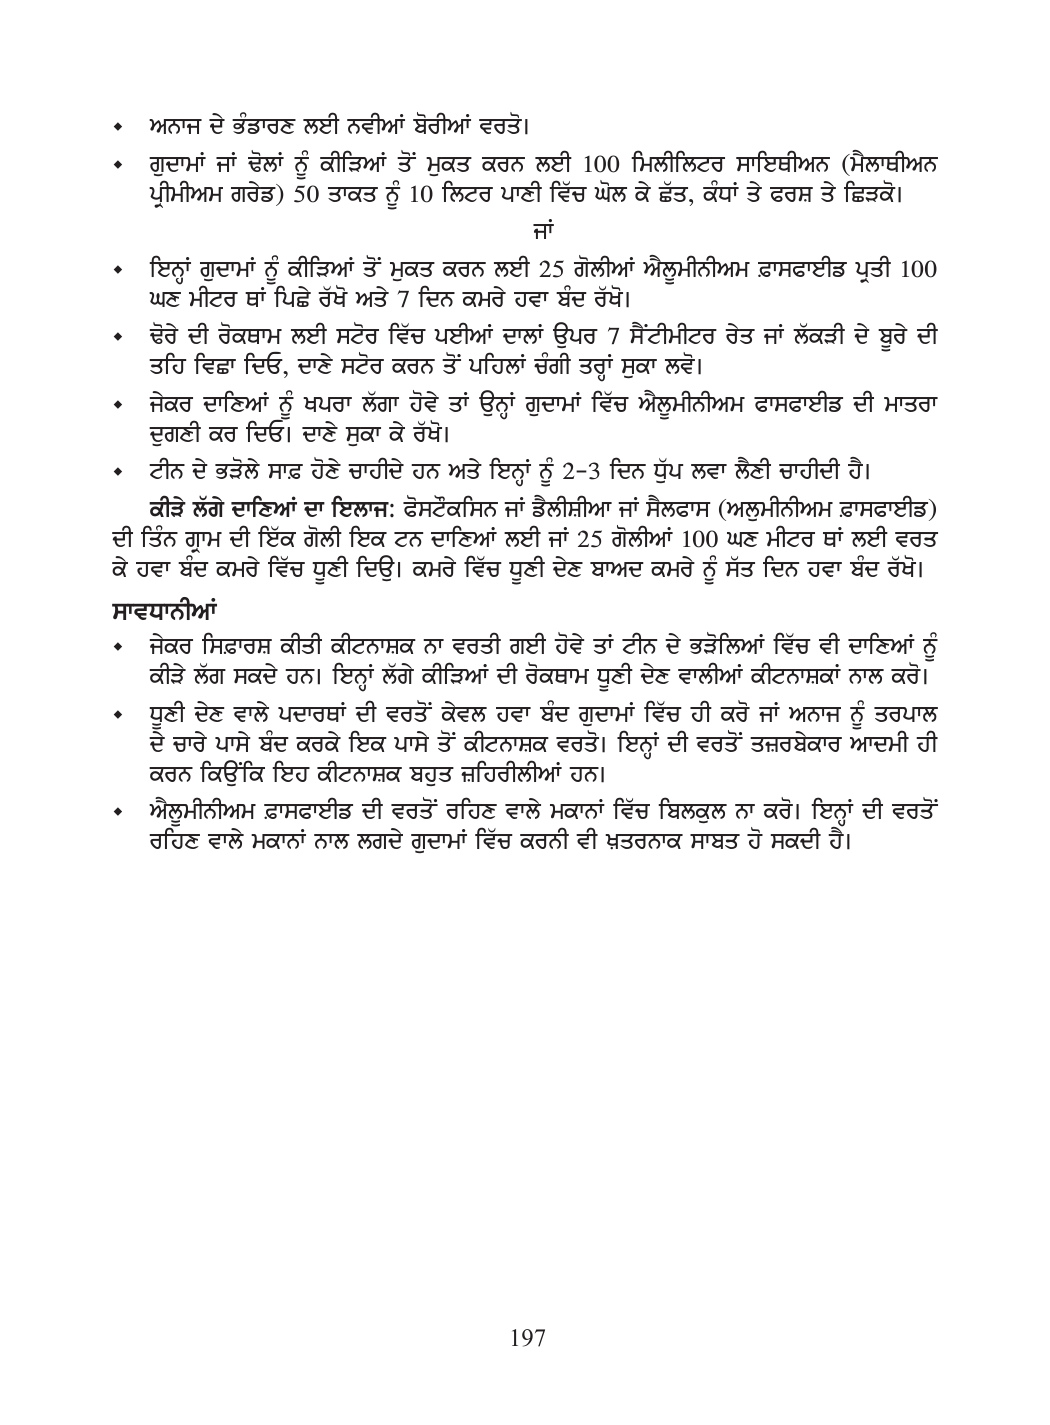 ⬥ ਅਨਾਜ ਦੇ ਭੰਡਾਰਣ ਲਈ ਨਵੀਆਂ ਬੋਰੀਆਂ ਵਰਤੋ।
⬥ ਗੁਦਾਮਾਂ ਜਾਂ ਢੋਲਾਂ ਨੂੰ ਕੀੜਿਆਂ ਤੋਂ ਮੁਕਤ ਕਰਨ ਲਈ 100 ਮਿਲੀਲਿਟਰ ਸਾਇਥੀਅਨ (ਮੈਲਾਥੀਅਨ
ਪ੍ਰੀਮੀਅਮ ਗਰੇਡ) 50 ਤਾਕਤ ਨੂੰ 10 ਲਿਟਰ ਪਾਣੀ ਵਿੱਚ ਘੋਲ ਕੇ ਛੱਤ, ਕੰਧਾਂ ਤੇ ਫਰਸ਼ ਤੇ ਛਿੜਕੋ।
ਜਾਂ
⬥ ਇਨ੍ਹਾਂ ਗੁਦਾਮਾਂ ਨੂੰ ਕੀੜਿਆਂ ਤੋਂ ਮੁਕਤ ਕਰਨ ਲਈ 25 ਗੋਲੀਆਂ ਐਲੂਮੀਨੀਅਮ ਫ਼ਾਸਫਾਈਡ ਪ੍ਰਤੀ 100
ਘਣ ਮੀਟਰ ਥਾਂ ਪਿਛੇ ਰੱਖੋ ਅਤੇ 7 ਦਿਨ ਕਮਰੇ ਹਵਾ ਬੰਦ ਰੱਖੋ।
⬥ ਢੋਰੇ ਦੀ ਰੋਕਥਾਮ ਲਈ ਸਟੋਰ ਵਿੱਚ ਪਈਆਂ ਦਾਲਾਂ ਉਪਰ 7 ਸੈਂਟੀਮੀਟਰ ਰੇਤ ਜਾਂ ਲੱਕੜੀ ਦੇ ਬੂਰੇ ਦੀ
ਤਹਿ ਵਿਛਾ ਦਿਓ, ਦਾਣੇ ਸਟੋਰ ਕਰਨ ਤੋਂ ਪਹਿਲਾਂ ਚੰਗੀ ਤਰ੍ਹਾਂ ਸੁਕਾ ਲਵੋ।
⬥ ਜੇਕਰ ਦਾਣਿਆਂ ਨੂੰ ਖਪਰਾ ਲੱਗਾ ਹੋਵੇ ਤਾਂ ਉਨ੍ਹਾਂ ਗੁਦਾਮਾਂ ਵਿੱਚ ਐਲੂਮੀਨੀਅਮ ਫਾਸਫਾਈਡ ਦੀ ਮਾਤਰਾ
ਦੁਗਣੀ ਕਰ ਦਿਓ। ਦਾਣੇ ਸੁਕਾ ਕੇ ਰੱਖੋ।
⬥ ਟੀਨ ਦੇ ਭੜੋਲੇ ਸਾਫ਼ ਹੋਣੇ ਚਾਹੀਦੇ ਹਨ ਅਤੇ ਇਨ੍ਹਾਂ ਨੂੰ 2-3 ਦਿਨ ਧੁੱਪ ਲਵਾ ਲੈਣੀ ਚਾਹੀਦੀ ਹੈ।
ਕੀੜੇ ਲੱਗੇ ਦਾਣਿਆਂ ਦਾ ਇਲਾਜ: ਫੋਸਟੌਕਸਿਨ ਜਾਂ ਡੈਲੀਸ਼ੀਆ ਜਾਂ ਸੈਲਫਾਸ (ਅਲੁਮੀਨੀਅਮ ਫ਼ਾਸਫਾਈਡ)
ਦੀ ਤਿੰਨ ਗ੍ਰਾਮ ਦੀ ਇੱਕ ਗੋਲੀ ਇਕ ਟਨ ਦਾਣਿਆਂ ਲਈ ਜਾਂ 25 ਗੋਲੀਆਂ 100 ਘਣ ਮੀਟਰ ਥਾਂ ਲਈ ਵਰਤ
ਕੇ ਹਵਾ ਬੰਦ ਕਮਰੇ ਵਿੱਚ ਧੂਣੀ ਦਿਉ। ਕਮਰੇ ਵਿੱਚ ਧੂਣੀ ਦੇਣ ਬਾਅਦ ਕਮਰੇ ਨੂੰ ਸੱਤ ਦਿਨ ਹਵਾ ਬੰਦ ਰੱਖੋ।
ਸਾਵਧਾਨੀਆਂ
⬥ ਜੇਕਰ ਸਿਫ਼ਾਰਸ਼ ਕੀਤੀ ਕੀਟਨਾਸ਼ਕ ਨਾ ਵਰਤੀ ਗਈ ਹੋਵੇ ਤਾਂ ਟੀਨ ਦੇ ਭੜੋਲਿਆਂ ਵਿੱਚ ਵੀ ਦਾਣਿਆਂ ਨੂੰ
ਕੀੜੇ ਲੱਗ ਸਕਦੇ ਹਨ। ਇਨ੍ਹਾਂ ਲੱਗੇ ਕੀੜਿਆਂ ਦੀ ਰੋਕਥਾਮ ਧੂਣੀ ਦੇਣ ਵਾਲੀਆਂ ਕੀਟਨਾਸ਼ਕਾਂ ਨਾਲ ਕਰੋ।
⬥ ਧੂਣੀ ਦੇਣ ਵਾਲੇ ਪਦਾਰਥਾਂ ਦੀ ਵਰਤੋਂ ਕੇਵਲ ਹਵਾ ਬੰਦ ਗੁਦਾਮਾਂ ਵਿੱਚ ਹੀ ਕਰੋ ਜਾਂ ਅਨਾਜ ਨੂੰ ਤਰਪਾਲ
ਦੇ ਚਾਰੇ ਪਾਸੇ ਬੰਦ ਕਰਕੇ ਇਕ ਪਾਸੇ ਤੋਂ ਕੀਟਨਾਸ਼ਕ ਵਰਤੋ। ਇਨ੍ਹਾਂ ਦੀ ਵਰਤੋਂ ਤਜ਼ਰਬੇਕਾਰ ਆਦਮੀ ਹੀ
ਕਰਨ ਕਿਉਂਕਿ ਇਹ ਕੀਟਨਾਸ਼ਕ ਬਹੁਤ ਜ਼ਹਿਰੀਲੀਆਂ ਹਨ।
⬥ ਐਲੂਮੀਨੀਅਮ ਫ਼ਾਸਫਾਈਡ ਦੀ ਵਰਤੋਂ ਰਹਿਣ ਵਾਲੇ ਮਕਾਨਾਂ ਵਿੱਚ ਬਿਲਕੁਲ ਨਾ ਕਰੋ। ਇਨ੍ਹਾਂ ਦੀ ਵਰਤੋਂ
ਰਹਿਣ ਵਾਲੇ ਮਕਾਨਾਂ ਨਾਲ ਲਗਦੇ ਗੁਦਾਮਾਂ ਵਿੱਚ ਕਰਨੀ ਵੀ ਖ਼ਤਰਨਾਕ ਸਾਬਤ ਹੋ ਸਕਦੀ ਹੈ।
197